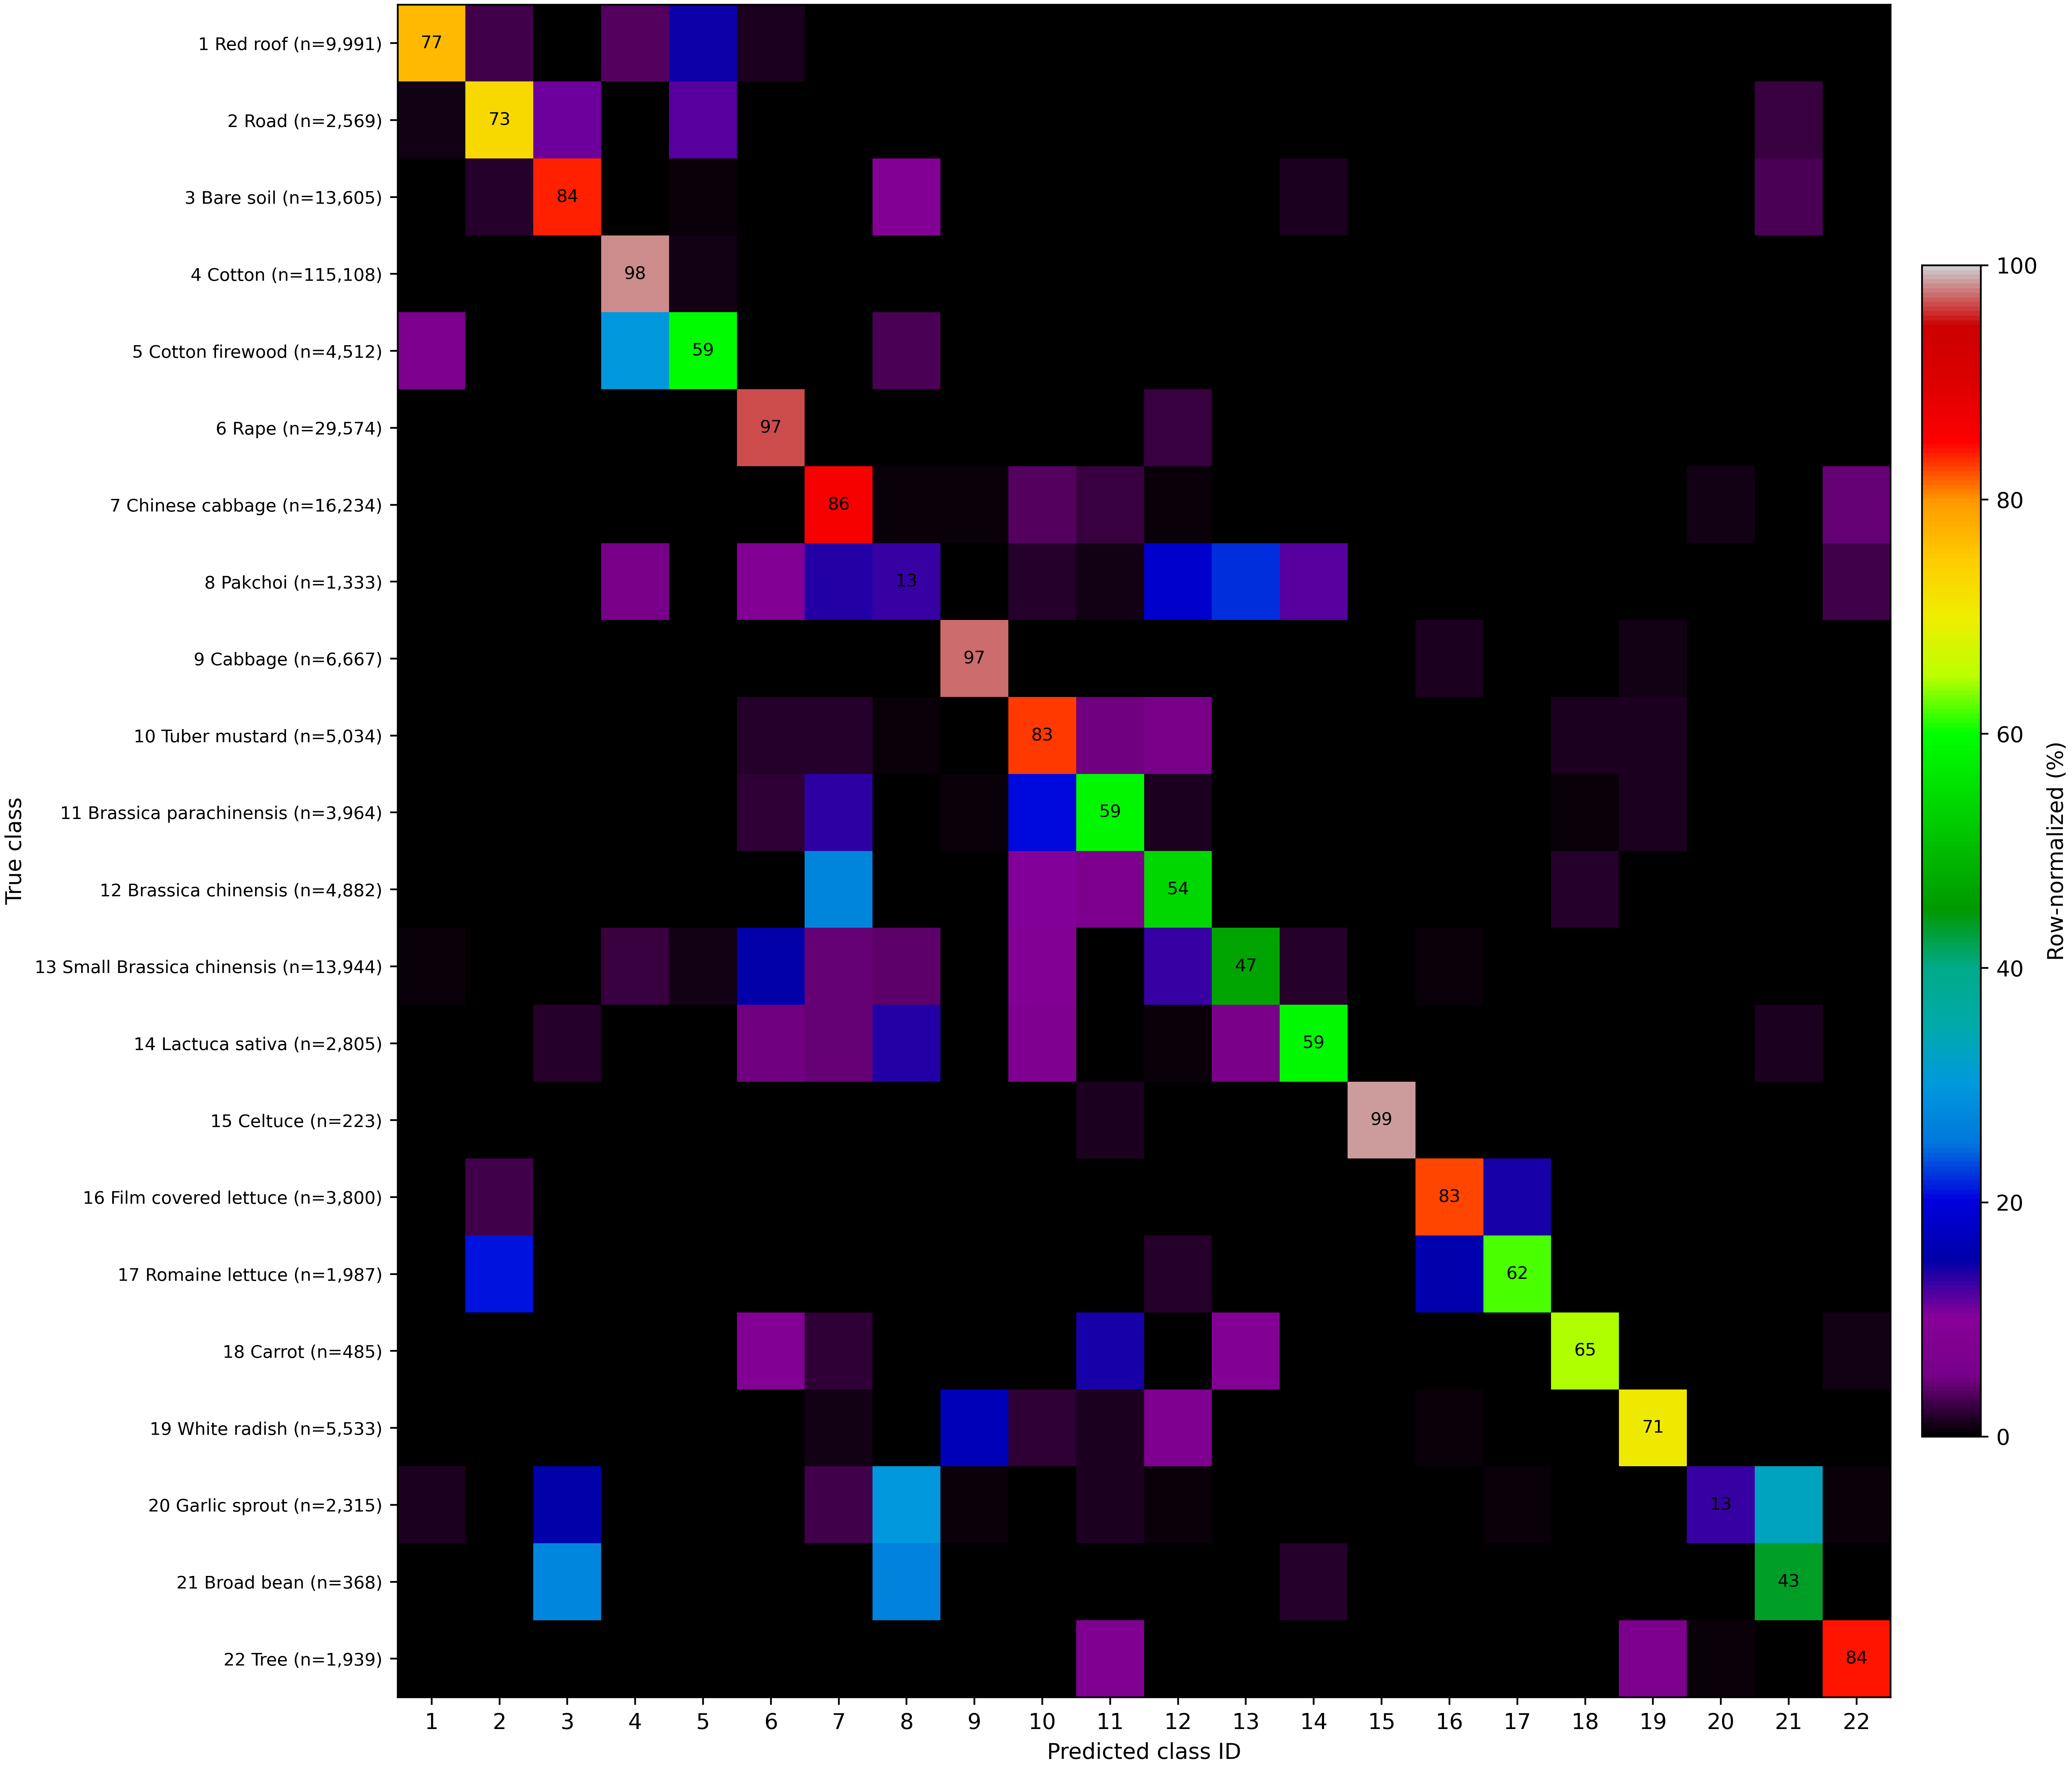 1 Red roof (n=9,991)
77
2 Road (n=2,569)
73
3 Bare soil (n=13,605)
84
4 Cotton (n=115,108)
98
5 Cotton firewood (n=4,512)
59
6 Rape (n=29,574)
97
7 Chinese cabbage (n=16,234)
86
8 Pakchoi (n=1,333)
13
9 Cabbage (n=6,667)
97
10 Tuber mustard (n=5,034)
83
11 Brassica parachinensis (n=3,964)
59
12 Brassica chinensis (n=4,882)
54
13 Small Brassica chinensis (n=13,944)
47
14 Lactuca sativa (n=2,805)
59
15 Celtuce (n=223)
99
16 Film covered lettuce (n=3,800)
83
17 Romaine lettuce (n=1,987)
62
18 Carrot (n=485)
65
19 White radish (n=5,533)
71
20 Garlic sprout (n=2,315)
13
21 Broad bean (n=368)
43
22 Tree (n=1,939)
84
True class
1 2 3 4 5 6 7 8 9 10 11 12 13 14 15 16 17 18 19 20 21 22
Predicted class ID
100
80
60
40
20
0
Row-normalized (%)